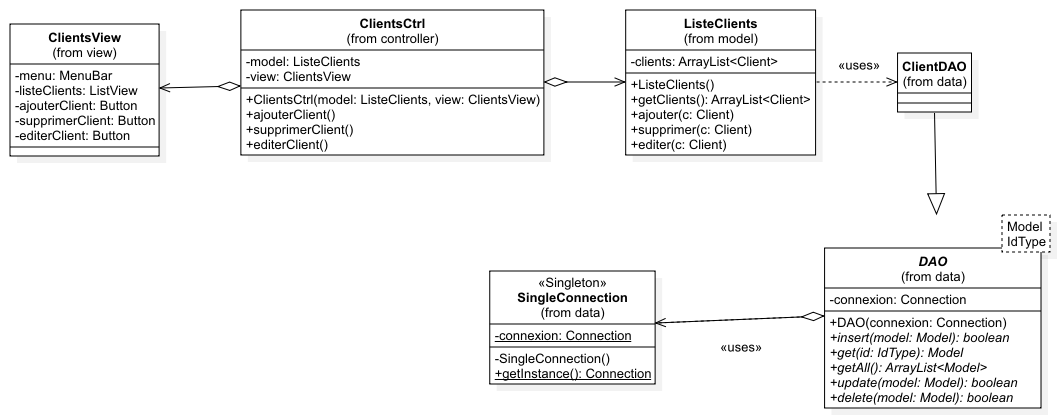 ClientsView
(from view)
-menu: MenuBar
-listeClients: ListView
-ajouterClient: Button
-supprimerClient: Button
-editerClient: Button
ClientsCtrl
(from controller)
-model: ListeClients
-view: ClientsView
+ClientsCtrl(model: ListeClients, view: ClientsView)
+ajouterClient()
+supprimerClient()
+editerClient()
ListeClients
(from model)
-clients: ArrayList<Client>
+ListeClients()
+getClients(): ArrayList<Client>
+ajouter(c: Client)
+supprimer(c: Client)
+editer(c: Client)
«uses»
ClientDAO
(from data)
Model
IdType
DAO
(from data)
-connexion: Connection
+DAO(connexion: Connection)
+insert(model: Model): boolean
+get(id: IdType): Model
+getAll(): ArrayList<Model>
+update(model: Model): boolean
+delete(model: Model): boolean
«uses»
«Singleton»
SingleConnection
(from data)
-connexion: Connection
-SingleConnection()
+getInstance(): Connection